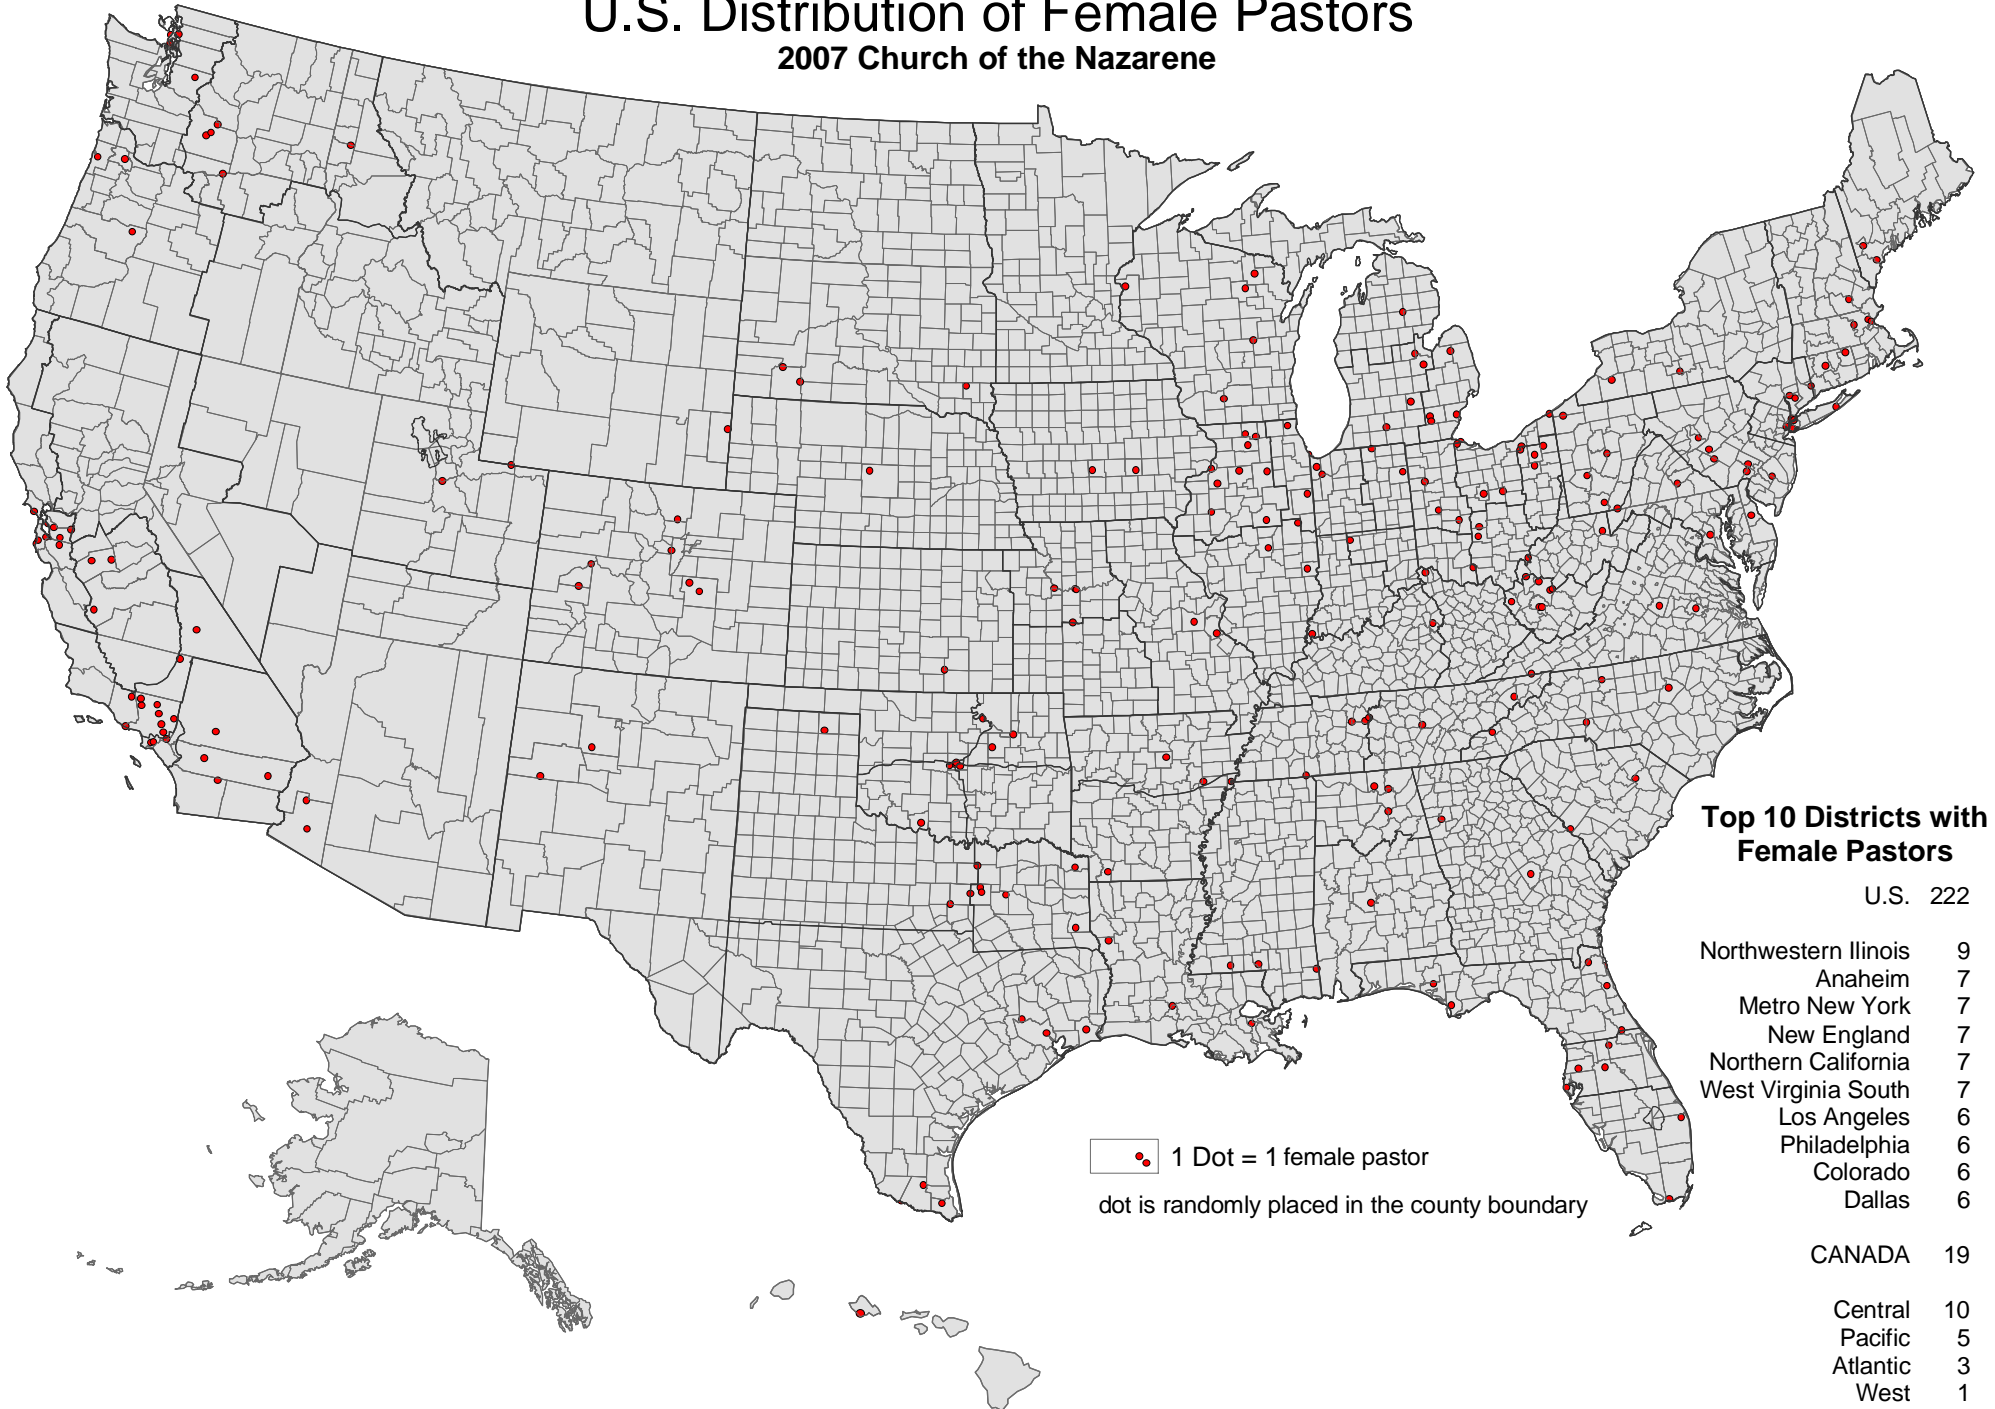 U.S. Distribution of Female Pastors
2007 Church of the Nazarene
Top 10 Districts with
Female Pastors
U.S. 222
Northwestern Ilinois 9
Anaheim 7
Metro New York 7
New England 7
Northern California 7
West Virginia South 7
Los Angeles 6
Philadelphia 6
Colorado 6
Dallas 6
CANADA 19
Central 10
Pacific 5
Atlantic 3
West 1
1 Dot = 1 female pastor
dot is randomly placed in the county boundary